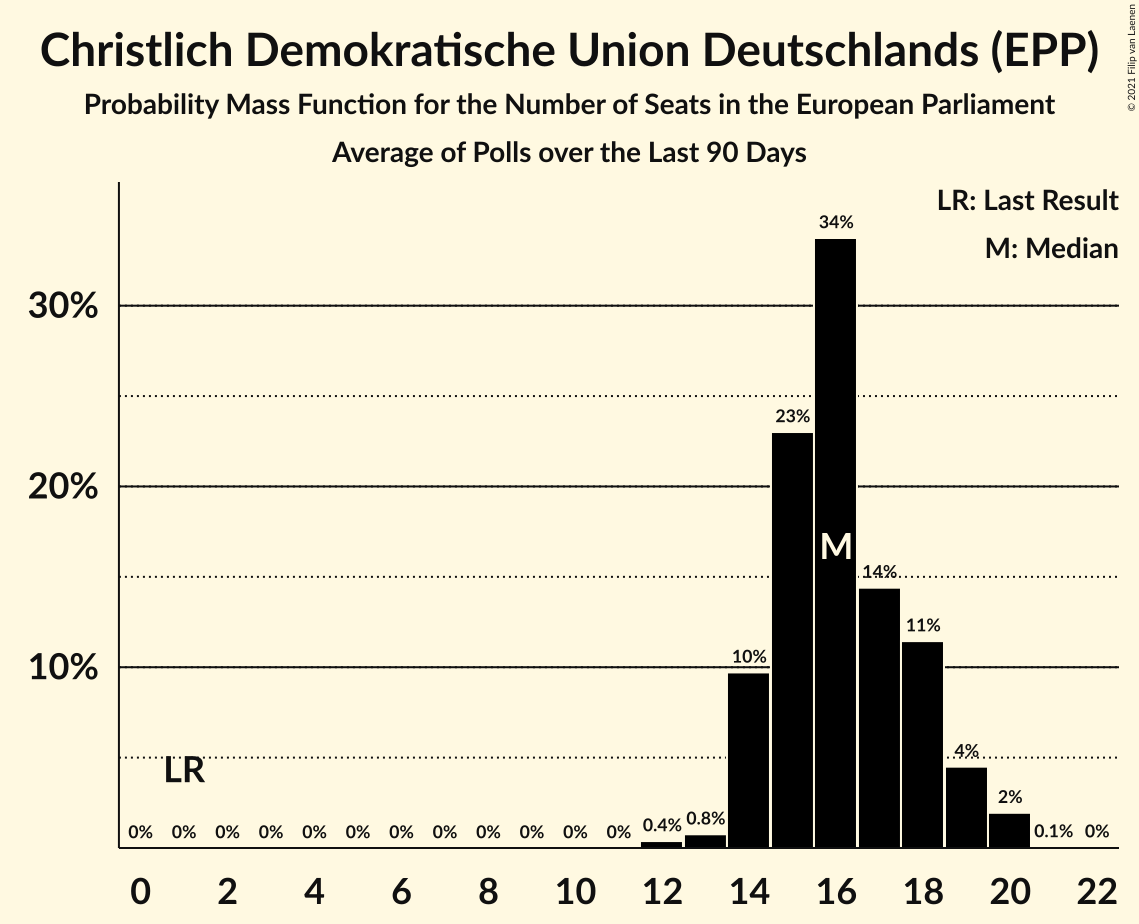 Christlich Demokratische Union Deutschlands (EPP)
Probability Mass Function for the Number of Seats in the European Parliament
Average of Polls over the Last 90 Days
© 2021 Filip van Laenen
LR: Last Result
M: Median
34%
30%
23%
20%
M
14%
11%
10%
10%
LR
4%
2%
0% 0% 0% 0% 0% 0% 0% 0% 0% 0% 0% 0% 0.4% 0.8% 0.1% 0%
0 2 4 6 8 10 12 14 16 18 20 22